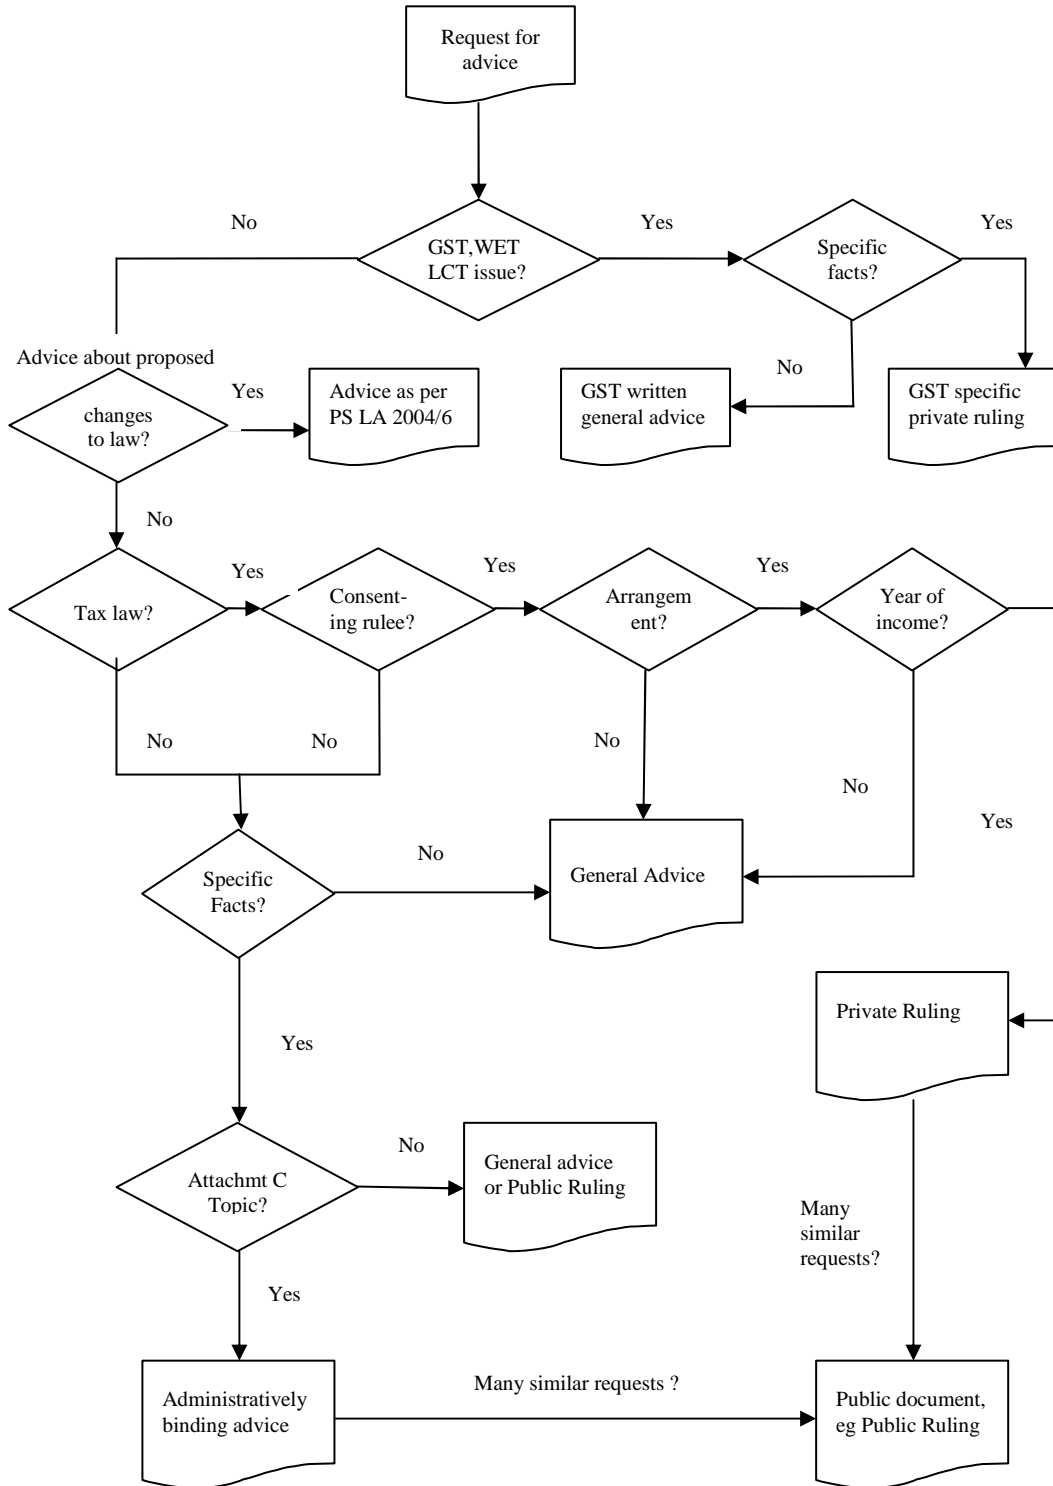 Request for
advice
No
GST,WET
LCT issue?
Yes
Specific
facts?
Yes
Advice about proposed
changes
to law?
Yes
Advice as per
PS LA 2004/6
GST written
general advice
No
GST specific
private ruling
No
Tax law?
Yes
Consent-
ing rulee?
Yes
Arrangem
ent?
Yes
Year of
income?
No
No
No
No
Yes
Specific
Facts?
No
General Advice
Private Ruling
Yes
Attachmt C
Topic?
No
General advice
or Public Ruling
Many
similar
requests?
Yes
Administratively
binding advice
Many similar requests ?
Public document,
eg Public Ruling